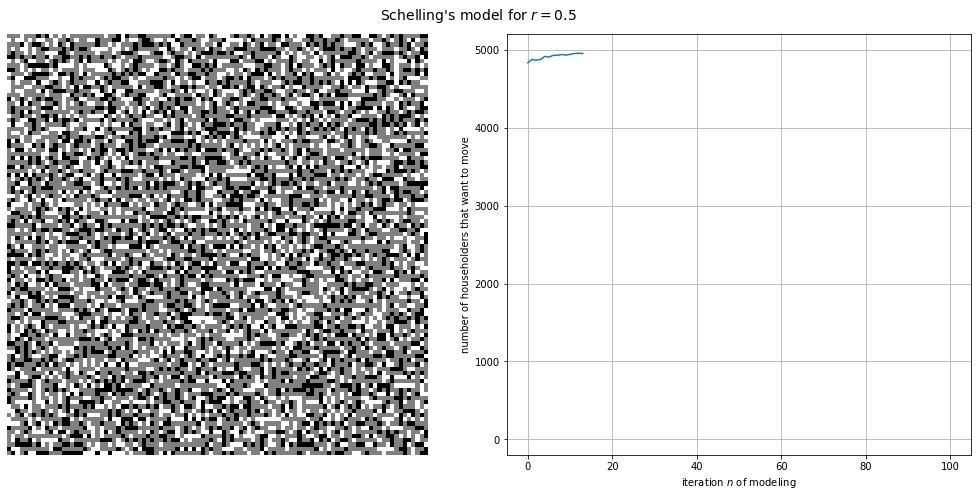 Schelling's model for r = 0.5
5000
4000
3000
2000
1000
0
number of householders that want to move
0 20 40 60 80 100
iteration n of modeling